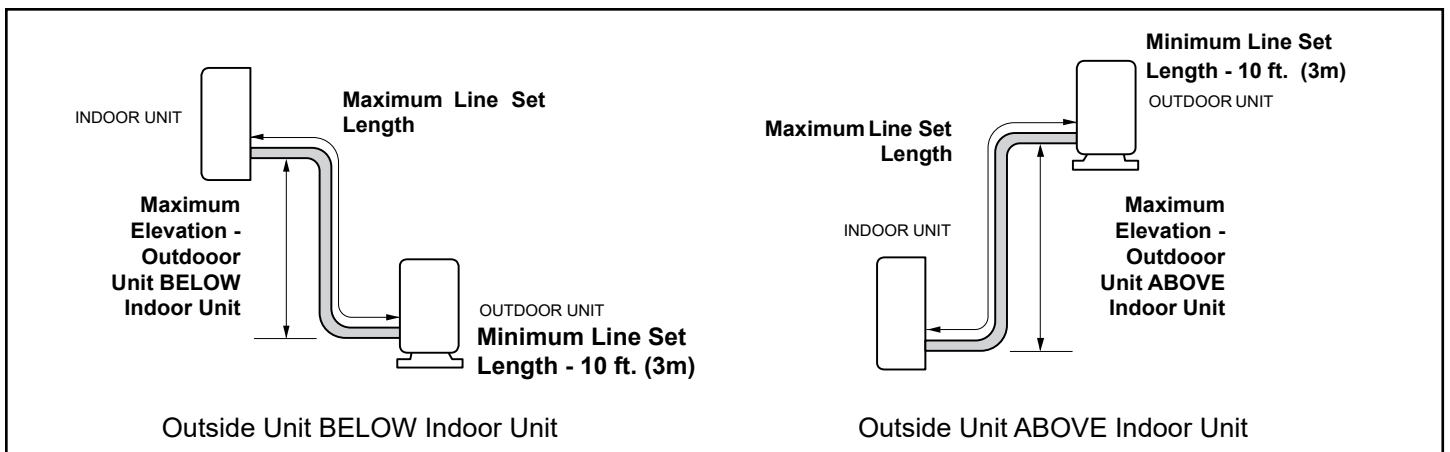 INDOOR UNIT
Maximum Line Set
Length
Maximum
Elevation -
Outdooor
Unit BELOW
Indoor Unit
OUTDOOR UNIT
Minimum Line Set
Length - 10 ft. (3m)
Outside Unit BELOW Indoor Unit
Minimum Line Set
Length - 10 ft. (3m)
OUTDOOR UNIT
Maximum Line Set
Length
INDOOR UNIT
Maximum
Elevation -
Outdooor
Unit ABOVE
Indoor Unit
Outside Unit ABOVE Indoor Unit